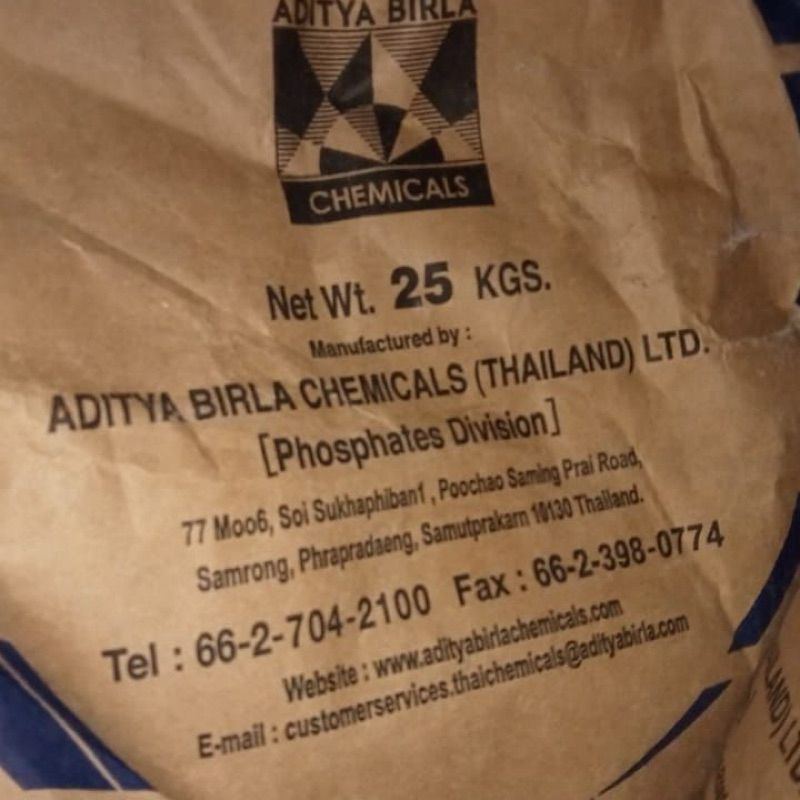 ADITYA BIRLA
CHEMICALS
Net Wt. 25 KGS.
Manufactured by :
ADITYA BIRLA CHEMICALS (THAILAND) LTD.
[Phosphates Division]
77 Moo6, Soi Sukhaphiban1 , Poochao Saming Prai Road,
Samrong, Phrapradaeng, Samutprakarn 10130 Thailand.
Tel : 66-2-704-2100 Fax : 66-2-398-0774
Website : www.adityabirlachemicals.com
E-mail : customerservices.thaichemicals@adityabirla.com